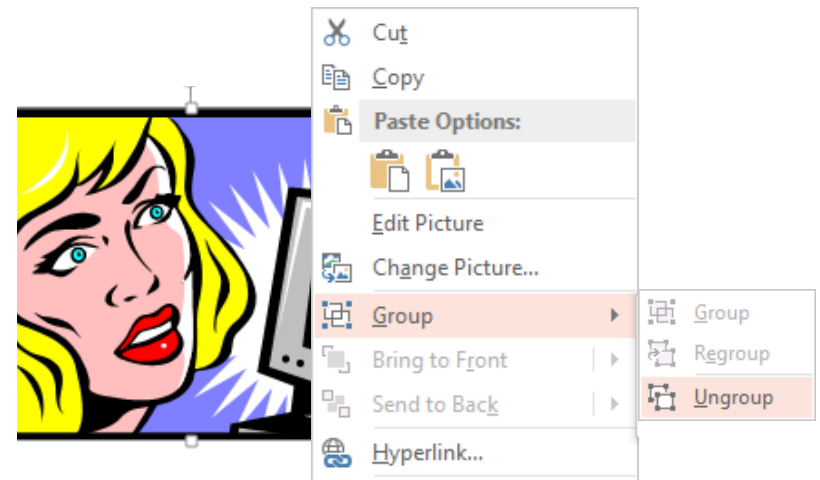 Cut
Copy
Paste Options:
Edit Picture
Change Picture...
Group
Bring to Front
Send to Back
Hyperlink...
Group
Regroup
Ungroup